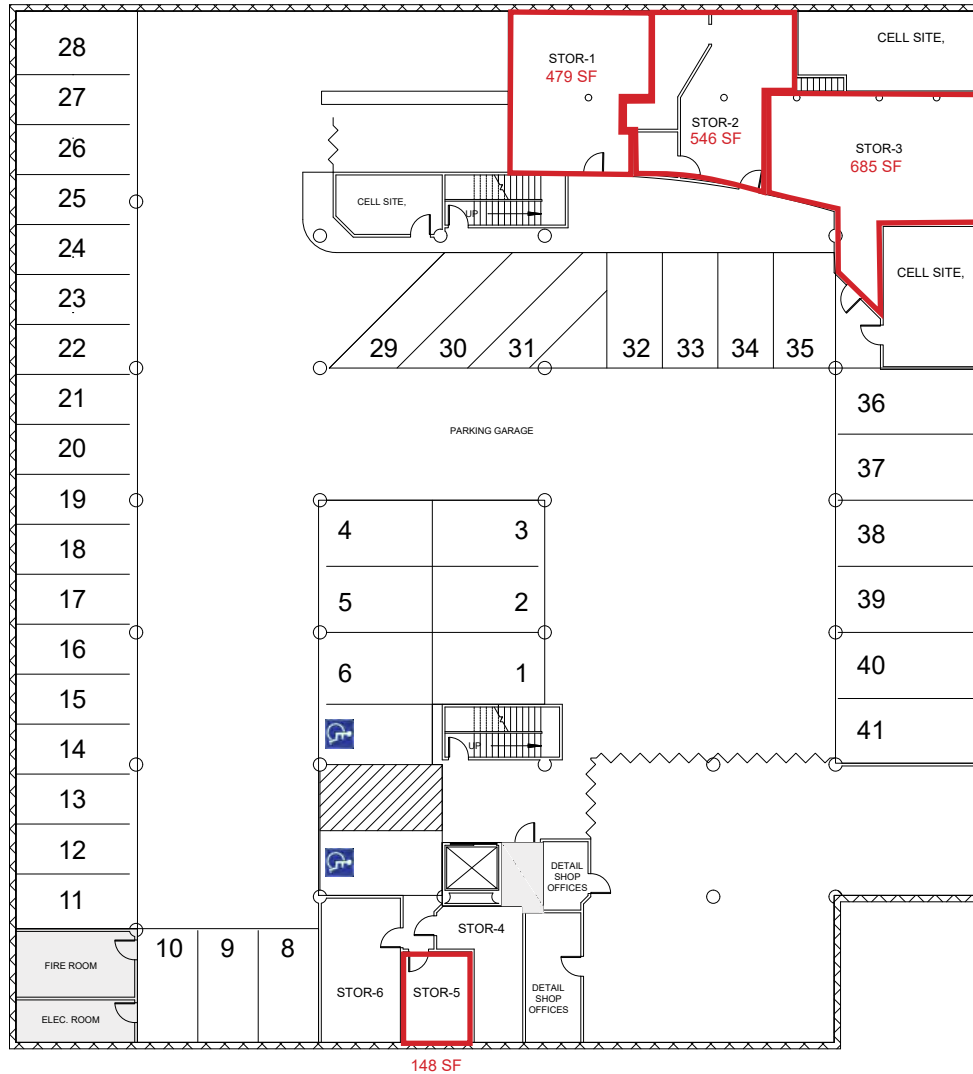 28
27
26
25
24
23
22
21
20
19
18
17
16
15
14
13
12
11
STOR-1
479 SF
STOR-2
546 SF
CELL SITE,
STOR-3
685 SF
CELL SITE,
UP
CELL SITE,
29
30
31
32
33
34
35
PARKING GARAGE
36
37
38
39
40
41
4
3
5
2
6
1
UP
DETAIL
SHOP
OFFICES
STOR-4
FIRE ROOM
ELEC. ROOM
10
9
8
STOR-6
STOR-5
DETAIL
SHOP
OFFICES
148 SF